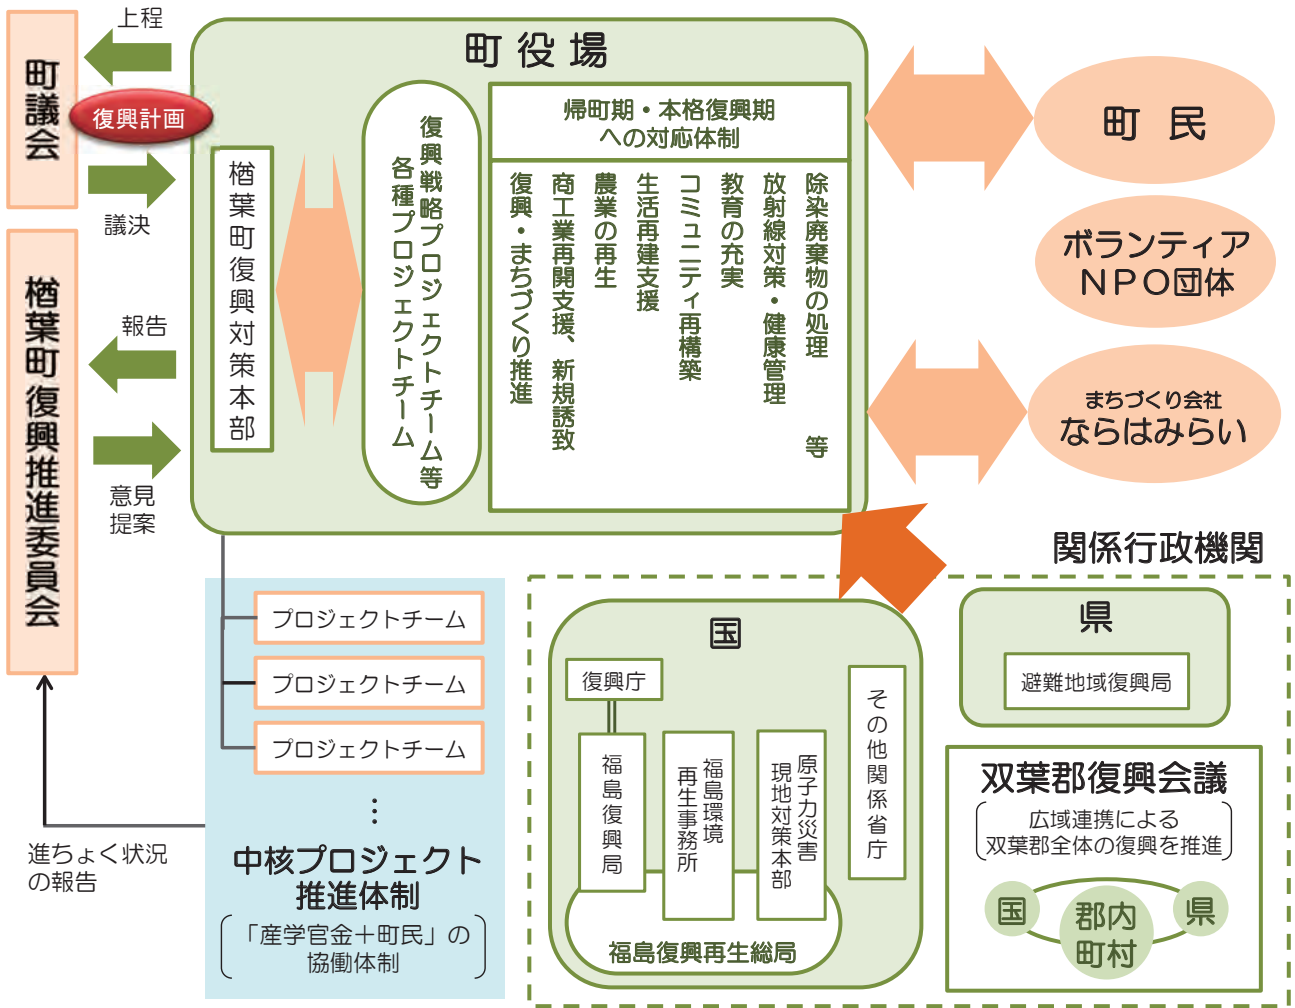 上程
町議会
復興計画
議決
楢葉町復興推進委員会
報告
意見
提案
町役場
楢葉町復興対策本部
復興戦略プロジェクトチーム等
各種プロジェクトチーム
帰町期・本格復興期
への対応体制
復興・まちづくり推進
商工業再開支援、新規誘致
農業の再生
生活再建支援
コミュニティ再構築
教育の充実
放射線対策・健康管理
除染廃棄物の処理 等
町民
ボランティア
NPO団体
まちづくり会社
ならはみらい
プロジェクトチーム
プロジェクトチーム
プロジェクトチーム
…
中核プロジェクト
推進体制
「産学官金+町民」の
協働体制
進ちょく状況
の報告
関係行政機関
国
復興庁
福島復興局
福島環境
再生事務所
原子力災害
現地対策本部
その他関係省庁
福島復興再生総局
県
避難地域復興局
双葉郡復興会議
広域連携による
双葉郡全体の復興を推進
国
郡内
町村
県